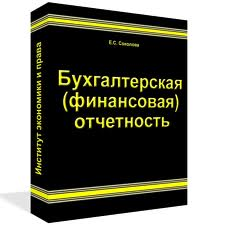 Е.С. Соколова
Бухгалтерская
(финансовая)
отчетность
Институт экономики и права